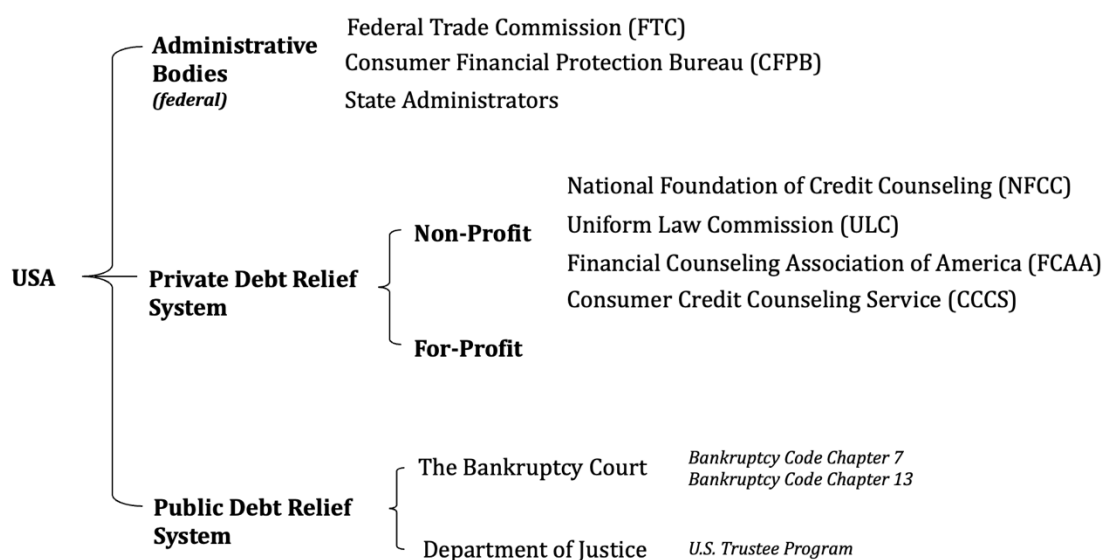 Administrative
Bodies
(federal)
Federal Trade Commission (FTC)
Consumer Financial Protection Bureau (CFPB)
State Administrators
USA
Private Debt Relief
System
Non-Profit
National Foundation of Credit Counseling (NFCC)
Uniform Law Commission (ULC)
Financial Counseling Association of America (FCAA)
Consumer Credit Counseling Service (CCCS)
For-Profit
Public Debt Relief
System
The Bankruptcy Court
Bankruptcy Code Chapter 7
Bankruptcy Code Chapter 13
Department of Justice
U.S. Trustee Program